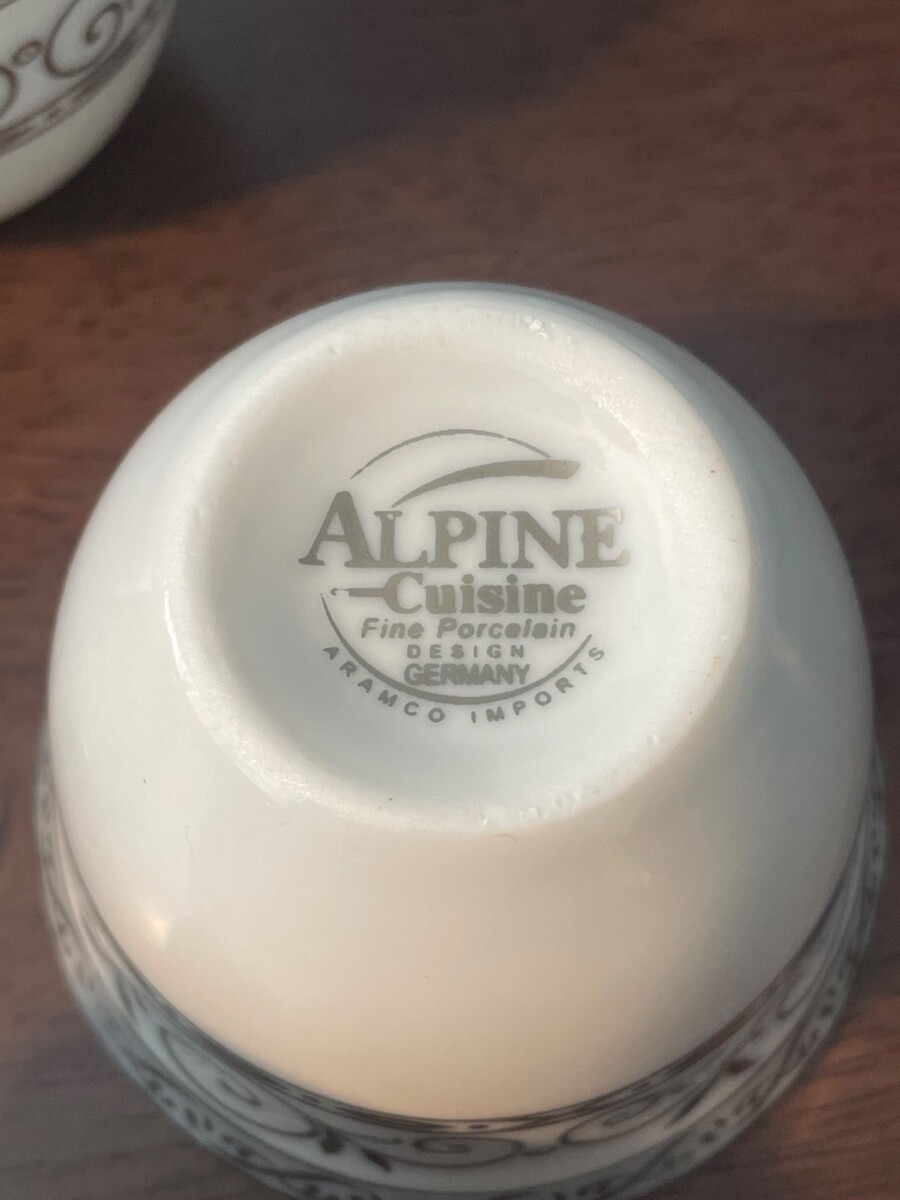 ALPINE
Cuisine
Fine Porcelain
DESIGN
GERMANY
ARAMCO IMPORTS